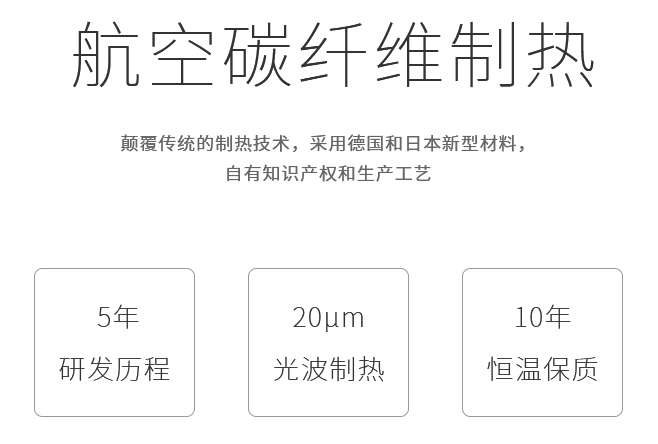 航空碳纤维制热
颠覆传统的制热技术，采用德国和日本新型材料，
自有知识产权和生产工艺
5年
研发历程
20μm
光波制热
10年
恒温保质